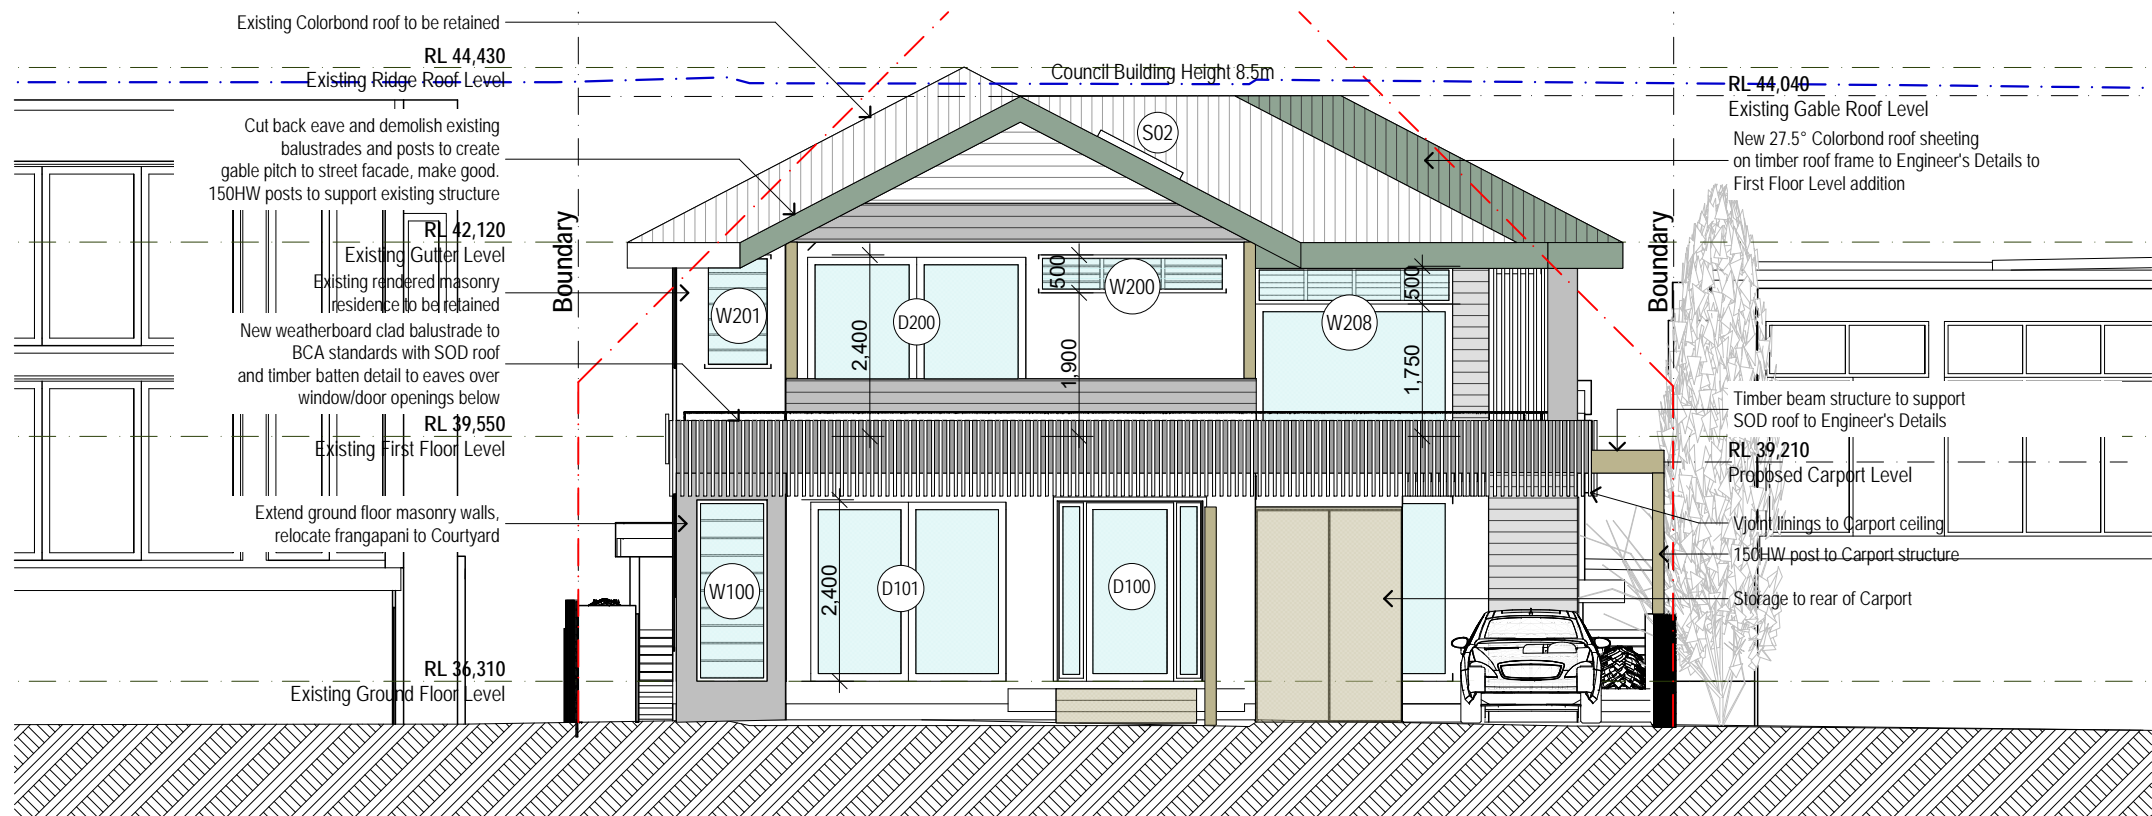 Existing Colorbond roof to be retained
RL 44,430
Existing Ridge Roof Level
Cut back eave and demolish existing
balustrades and posts to create
gable pitch to street facade, make good.
150HW posts to support existing structure
RL 42,120
Existing Gutter Level
Existing rendered masonry
residence to be retained
New weatherboard clad balustrade to
BCA standards with SOD roof
and timber batten detail to eaves over
window/door openings below
RL 39,550
Existing First Floor Level
Extend ground floor masonry walls,
relocate frangapani to Courtyard
RL 36,310
Existing Ground Floor Level
Boundary
Council Building Height 8.5m
S02
W201
D200
2,400
500
W200
1,900
W208
500
1,750
W100
2,400
D101
D100
Boundary
RL 44,040
Existing Gable Roof Level
New 27.5° Colorbond roof sheeting
on timber roof frame to Engineer's Details to
First Floor Level addition
Timber beam structure to support
SOD roof to Engineer's Details
RL 39,210
Proposed Carport Level
Vjoint linings to Carport ceiling
150HW post to Carport structure
Storage to rear of Carport